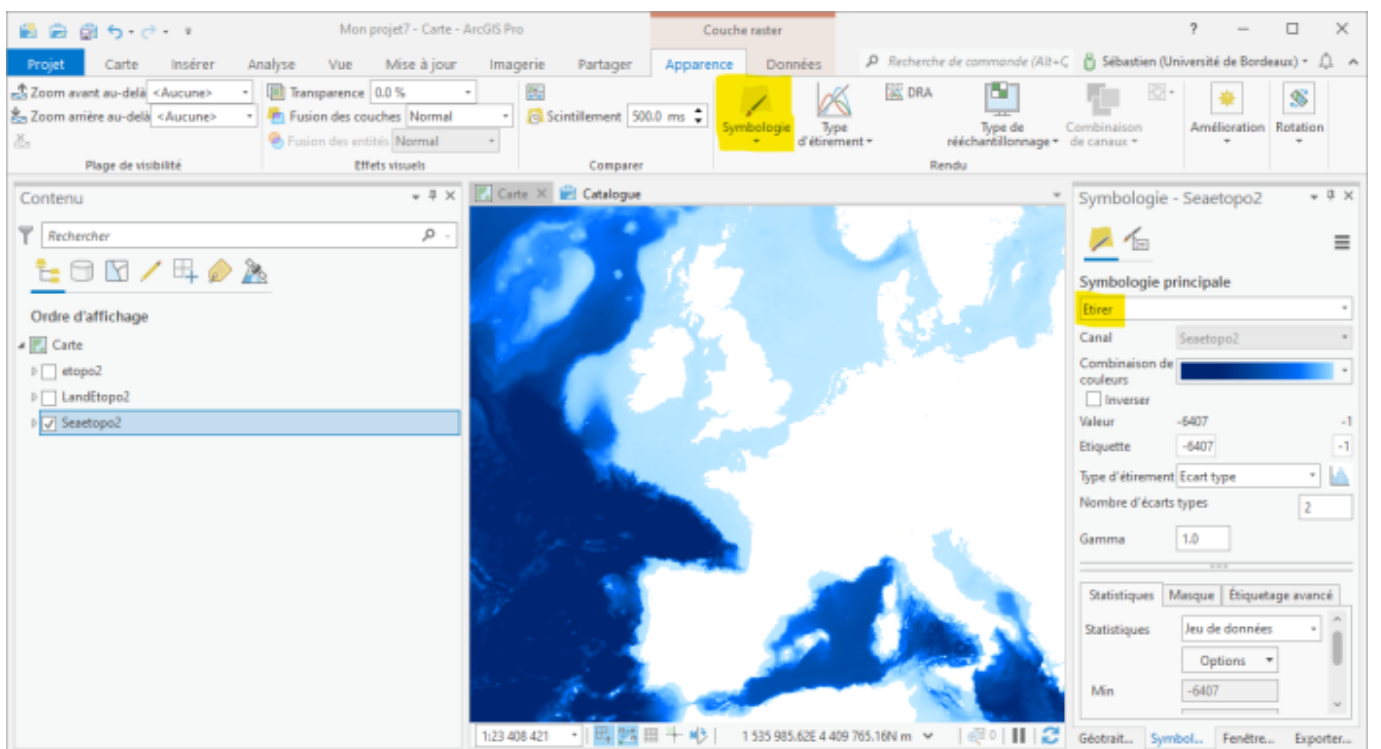 Mon projet7 - Carte - ArcGIS Pro
Couche raster
?
Projet Carte Insérer Analyse Vue Mise à jour Imagerie Partager Apparence Données Recherche de commande (Alt+Q Sébastien (Université de Bordeaux)
Zoom avant au-delà <Aucune> Transparence 0.0 % DRA
Zoom arrière au-delà <Aucune> Fusion des couches Normal Scintillement 500.0 ms
Fusion des entités Normal
Symbologie Type d'étirement Type de rééchantillonnage Combinaison de canaux Amélioration Rotation
Plage de visibilité Effets visuels Comparer Rendu
Contenu
Rechercher
Ordre d'affichage
Carte
etopo2
LandEtopo2
Seaetopo2
Carte Catalogue
1:23 408 421
1 535 985.62E 4 409 765.16N m
0
Symbologie - Seaetopo2
Symbologie principale
Etirer
Canal Seaetopo2
Combinaison de
couleurs
Inverser
Valeur -6407 -1
Etiquette -6407 -1
Type d'étirement Ecart type
Nombre d'écarts types 2
Gamma 1.0
Statistiques Masque Étiquetage avancé
Statistiques Jeu de données
Options
Min -6407
Géotrait... Symbol... Fenêtre... Exporter...